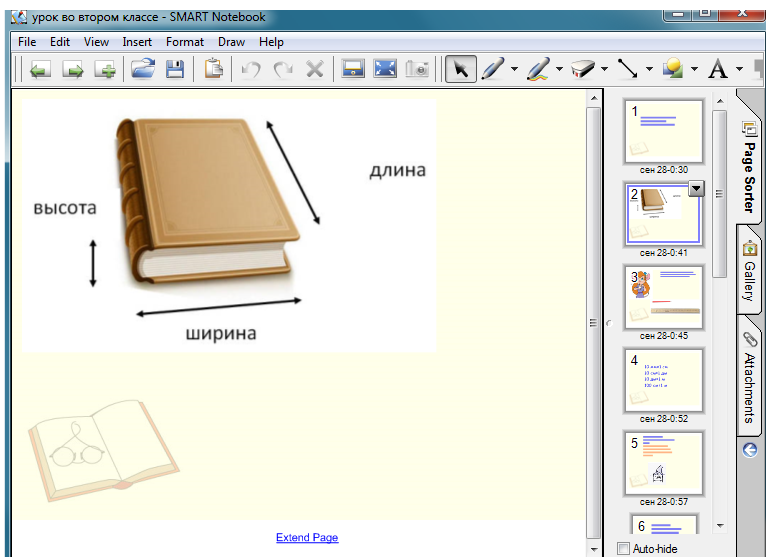 урок во втором классе - SMART Notebook
File Edit View Insert Format Draw Help
длина
высота
ширина
Extend Page
1
сен 28-0:30
2
сен 28-0:41
3
сен 28-0:45
4
сен 28-0:52
5
сен 28-0:57
6
Auto-hide
Page Sorter
Gallery
Attachments